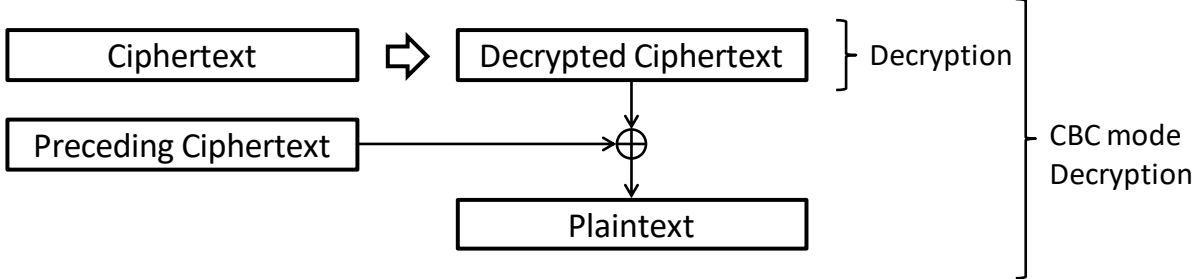 Ciphertext
Decrypted Ciphertext
Decryption
Preceding Ciphertext
CBC mode
Decryption
Plaintext